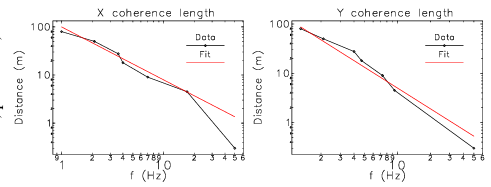 X coherence length
Y coherence length
100
10
1
Distance (m)
Data
Fit
9 1 2 3 4 5 6 7 8 9 10 2 3 4 5 6
f (Hz)
100
10
1
Distance (m)
Data
Fit
2 3 4 5 6 7 8 9 10 2 3 4 5 6
f (Hz)